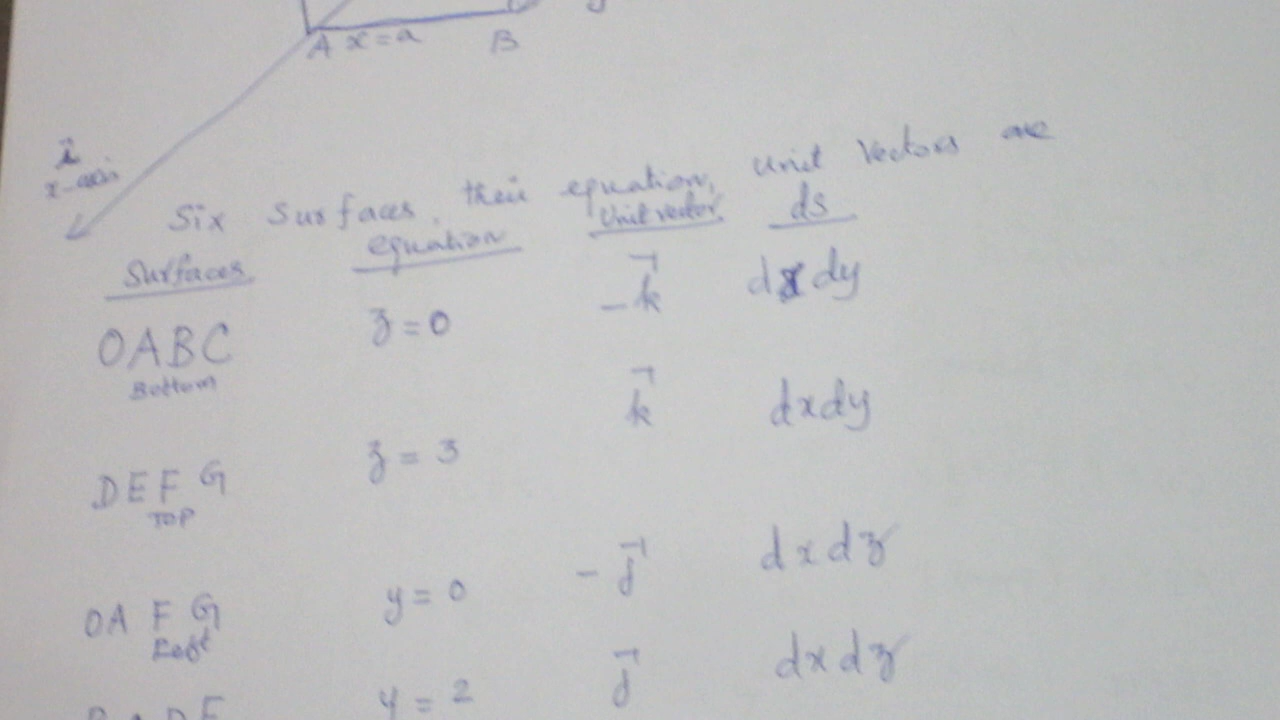 A x=a B
i
x-axis
Six Surfaces, their equation, unit vectors are
Surfaces equation Unit vector ds
OABC z=0 -k dxdy
Bottom
DEFG z = 3 k dxdy
TOP
OAFG y = 0 -j dxdz
Left
y = 2 j dxdz